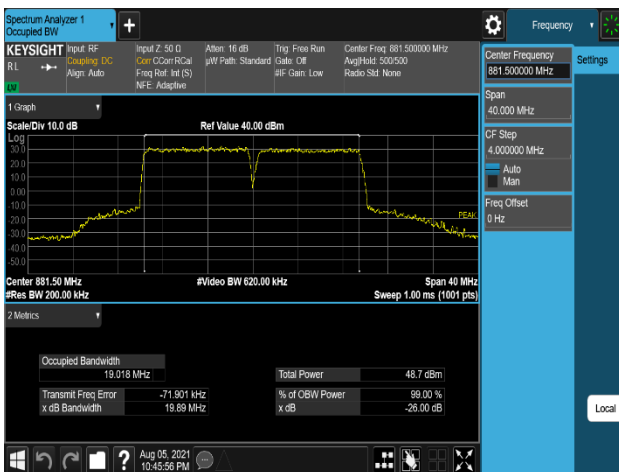 Spectrum Analyzer 1
Occupied BW
+
Frequency
KEYSIGHT
R L
LW
Input: RF
Coupling: DC
Align: Auto
Input Z: 50 Ω
Corr CCorr RCal
Freq Ref: Int (S)
NFE: Adaptive
Atten: 16 dB
µW Path: Standard
Trig: Free Run
Gate: Off
#IF Gain: Low
Center Freq: 881.500000 MHz
Avg|Hold: 500/500
Radio Std: None
Center Frequency
881.500000 MHz
Settings
Span
40.000 MHz
CF Step
4.000000 MHz
Auto
Man
Freq Offset
0 Hz
Local
1 Graph
Scale/Div 10.0 dB
Ref Value 40.00 dBm
Log
30.0
20.0
10.0
0.00
-10.0
-20.0
-30.0
-40.0
-50.0
PEAK
Center 881.50 MHz
#Video BW 620.00 kHz
Span 40 MHz
#Res BW 200.00 kHz
Sweep 1.00 ms (1001 pts)
2 Metrics
Occupied Bandwidth
19.018 MHz
Total Power
48.7 dBm
Transmit Freq Error
-71.901 kHz
% of OBW Power
99.00 %
x dB Bandwidth
19.89 MHz
x dB
-26.00 dB
?
Aug 05, 2021
10:45:56 PM